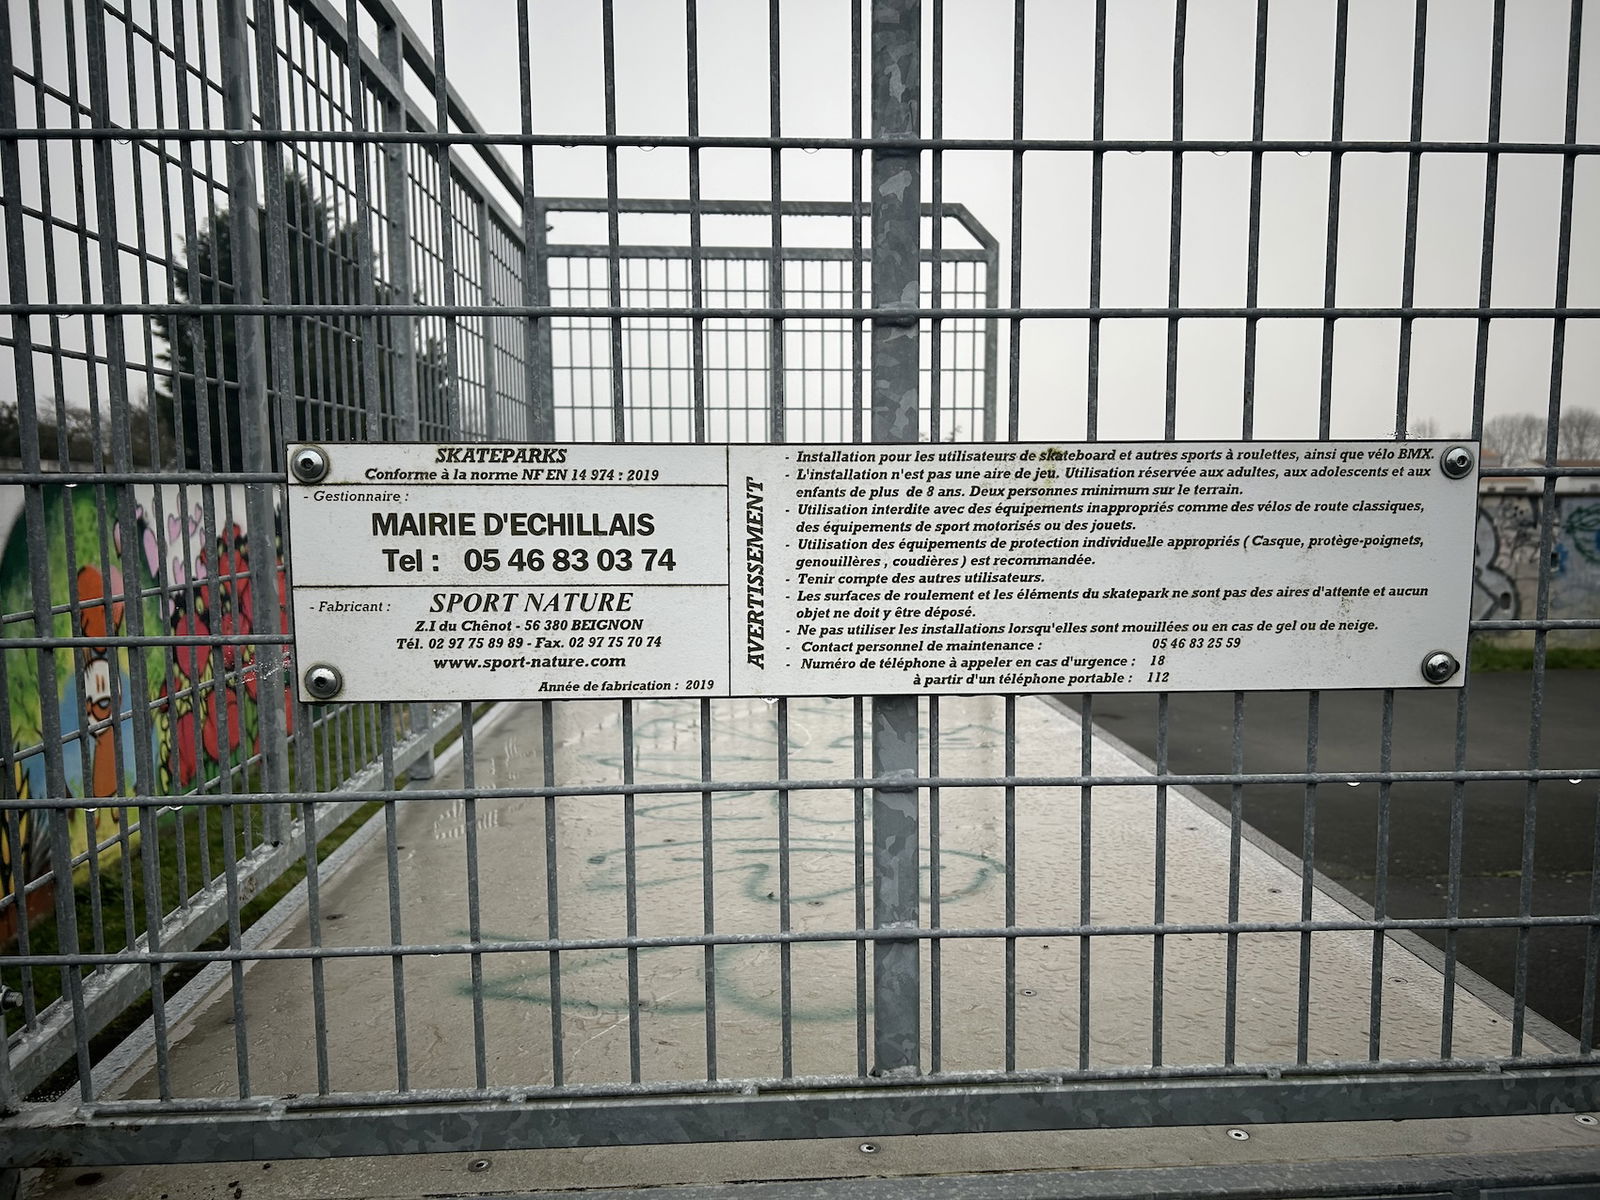 SKATEPARKS
Conforme à la norme NF EN 14 974 : 2019
- Gestionnaire :
MAIRIE D'ECHILLAIS
Tel : 05 46 83 03 74
- Fabricant : SPORT NATURE
Z.I du Chênot - 56 380 BEIGNON
Tél. 02 97 75 89 89 - Fax. 02 97 75 70 74
www.sport-nature.com
Année de fabrication : 2019
AVERTISSEMENT
- Installation pour les utilisateurs de skateboard et autres sports à roulettes, ainsi que vélo BMX.
- L'installation n'est pas une aire de jeu. Utilisation réservée aux adultes, aux adolescents et aux
enfants de plus de 8 ans. Deux personnes minimum sur le terrain.
- Utilisation interdite avec des équipements inappropriés comme des vélos de route classiques,
des équipements de sport motorisés ou des jouets.
- Utilisation des équipements de protection individuelle appropriés ( Casque, protège-poignets,
genouillères , coudières ) est recommandée.
- Tenir compte des autres utilisateurs.
- Les surfaces de roulement et les éléments du skatepark ne sont pas des aires d'attente et aucun
objet ne doit y être déposé.
- Ne pas utiliser les installations lorsqu'elles sont mouillées ou en cas de gel ou de neige.
- Contact personnel de maintenance : 05 46 83 25 59
- Numéro de téléphone à appeler en cas d'urgence : 18
à partir d'un téléphone portable : 112